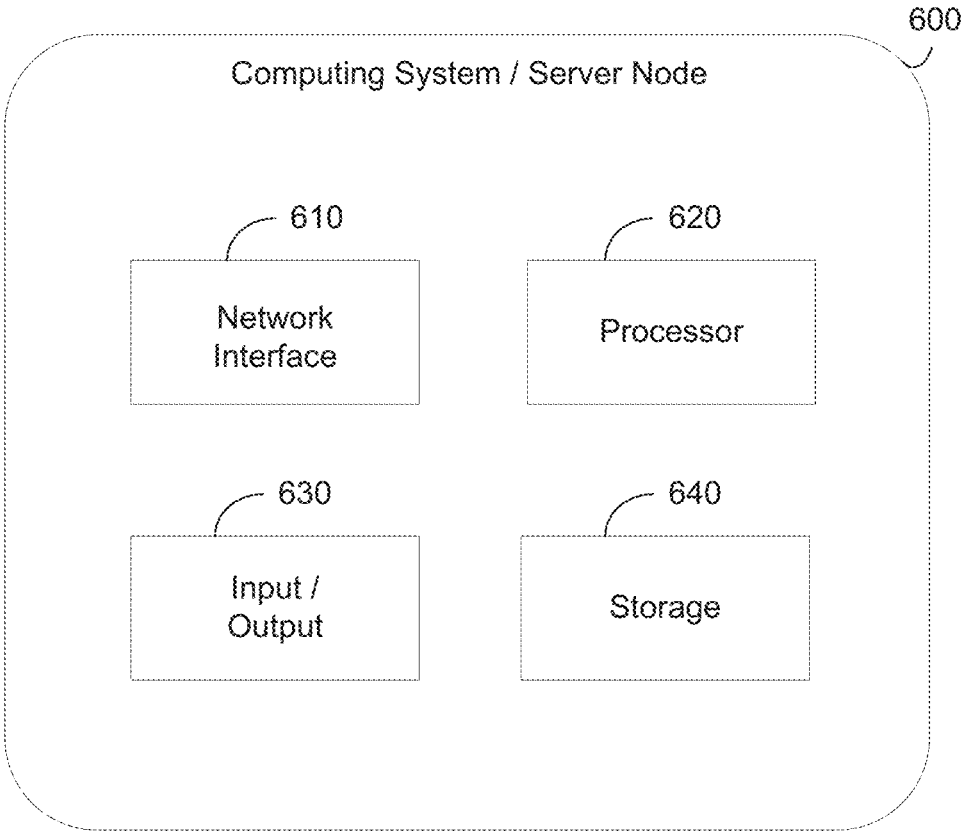 600
Computing System / Server Node
610
620
Network
Interface
Processor
630
640
Input /
Output
Storage